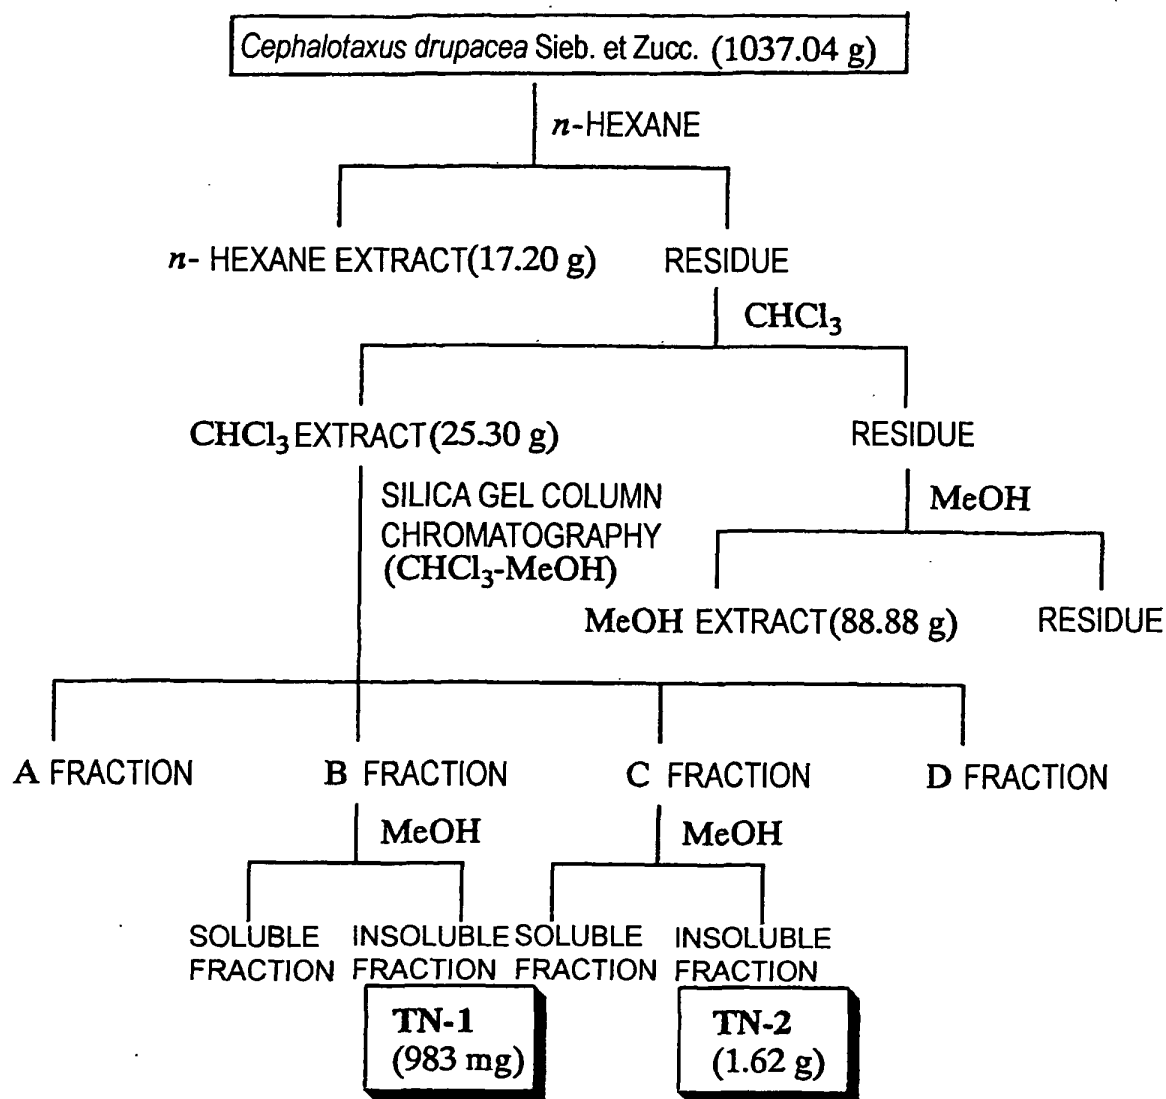 Cephalotaxus drupacea Sieb. et Zucc. (1037.04 g)
n-HEXANE
n- HEXANE EXTRACT(17.20 g) RESIDUE
CHCl₃
CHCl₃ EXTRACT(25.30 g) RESIDUE
SILICA GEL COLUMN
CHROMATOGRAPHY
(CHCl₃-MeOH)
MeOH
MeOH EXTRACT(88.88 g) RESIDUE
A FRACTION B FRACTION C FRACTION D FRACTION
MeOH MeOH
SOLUBLE INSOLUBLE SOLUBLE INSOLUBLE
FRACTION FRACTION FRACTION FRACTION
TN-1 TN-2
(983 mg) (1.62 g)